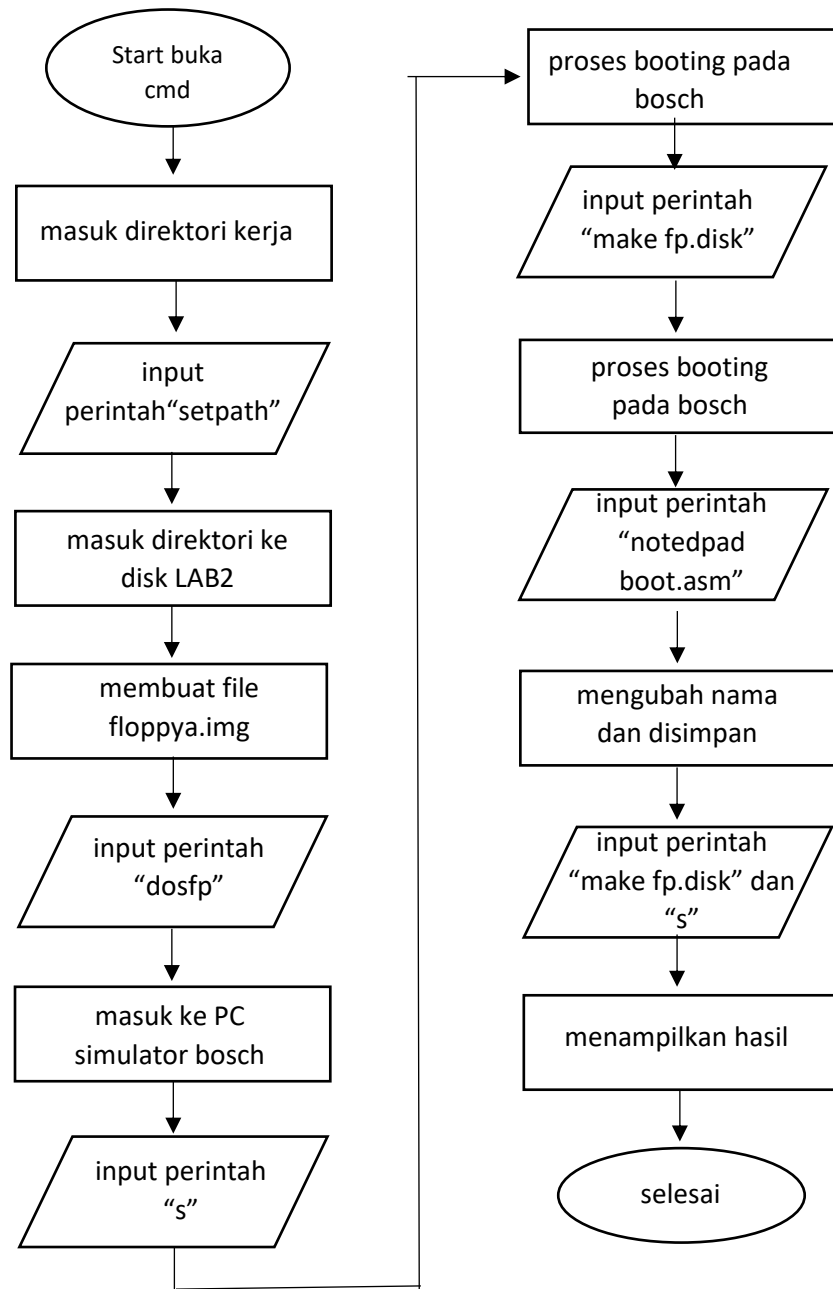 Start buka
cmd
masuk direktori kerja
input
perintah“setpath”
masuk direktori ke
disk LAB2
membuat file
floppya.img
input perintah
“dosfp”
masuk ke PC
simulator bosch
input perintah
“s”
proses booting pada
bosch
input perintah
“make fp.disk”
proses booting
pada bosch
input perintah
“notedpad
boot.asm”
mengubah nama
dan disimpan
input perintah
“make fp.disk” dan
“s”
menampilkan hasil
selesai